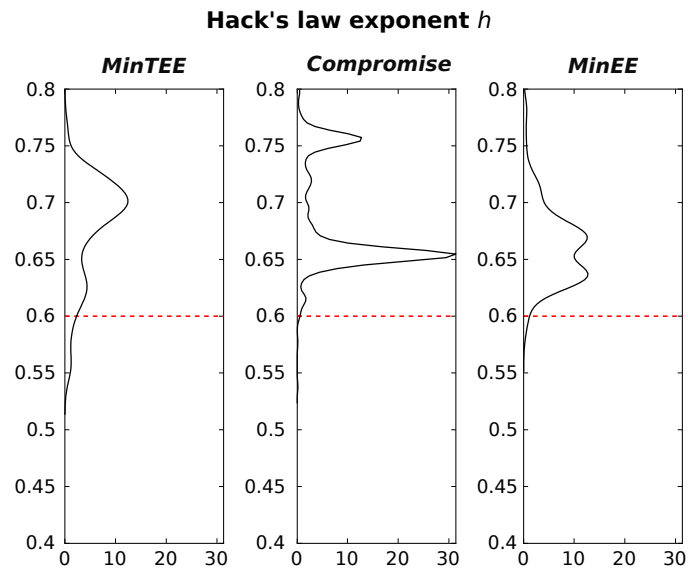 Hack's law exponent h
MinTEE Compromise MinEE
0.8 0.8 0.8
0.75 0.75 0.75
0.7 0.7 0.7
0.65 0.65 0.65
0.6 0.6 0.6
0.55 0.55 0.55
0.5 0.5 0.5
0.45 0.45 0.45
0.4 0.4 0.4
0 10 20 30 0 10 20 30 0 10 20 30